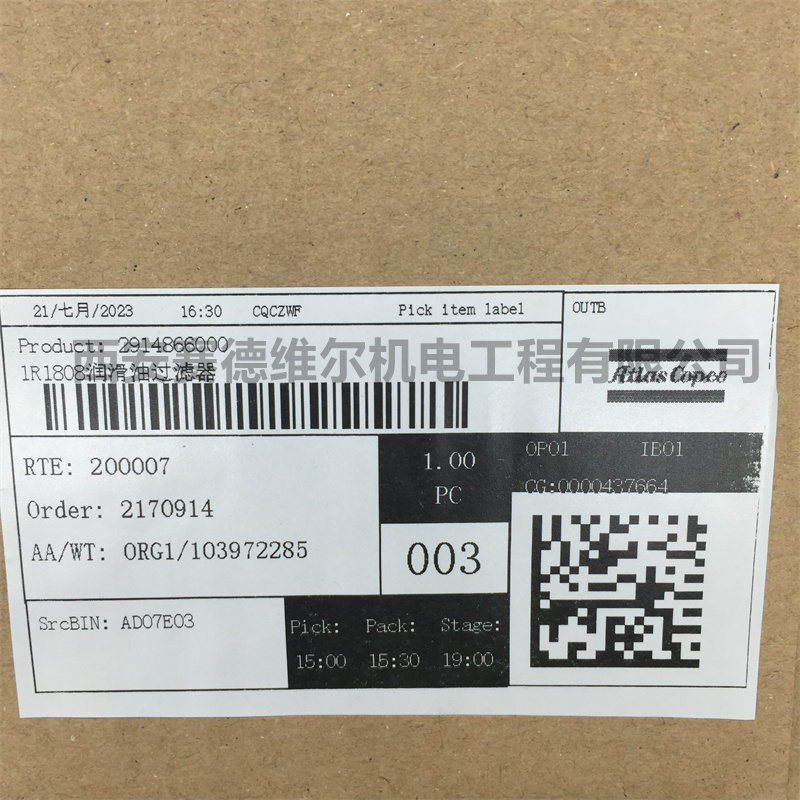 21/七月/2023 16:30 CQCZWF Pick item label OUTB
Product: 2914866000
1R1808润滑油过滤器
西安赛德维尔机电工程有限公司
Atlas Copco
RTE: 200007
Order: 2170914
AA/WT: ORG1/103972285
1.00
PC
003
OP01 IB01
CG:0000437664
SrcBIN: AD07E03
Pick: Pack: Stage:
15:00 15:30 19:00